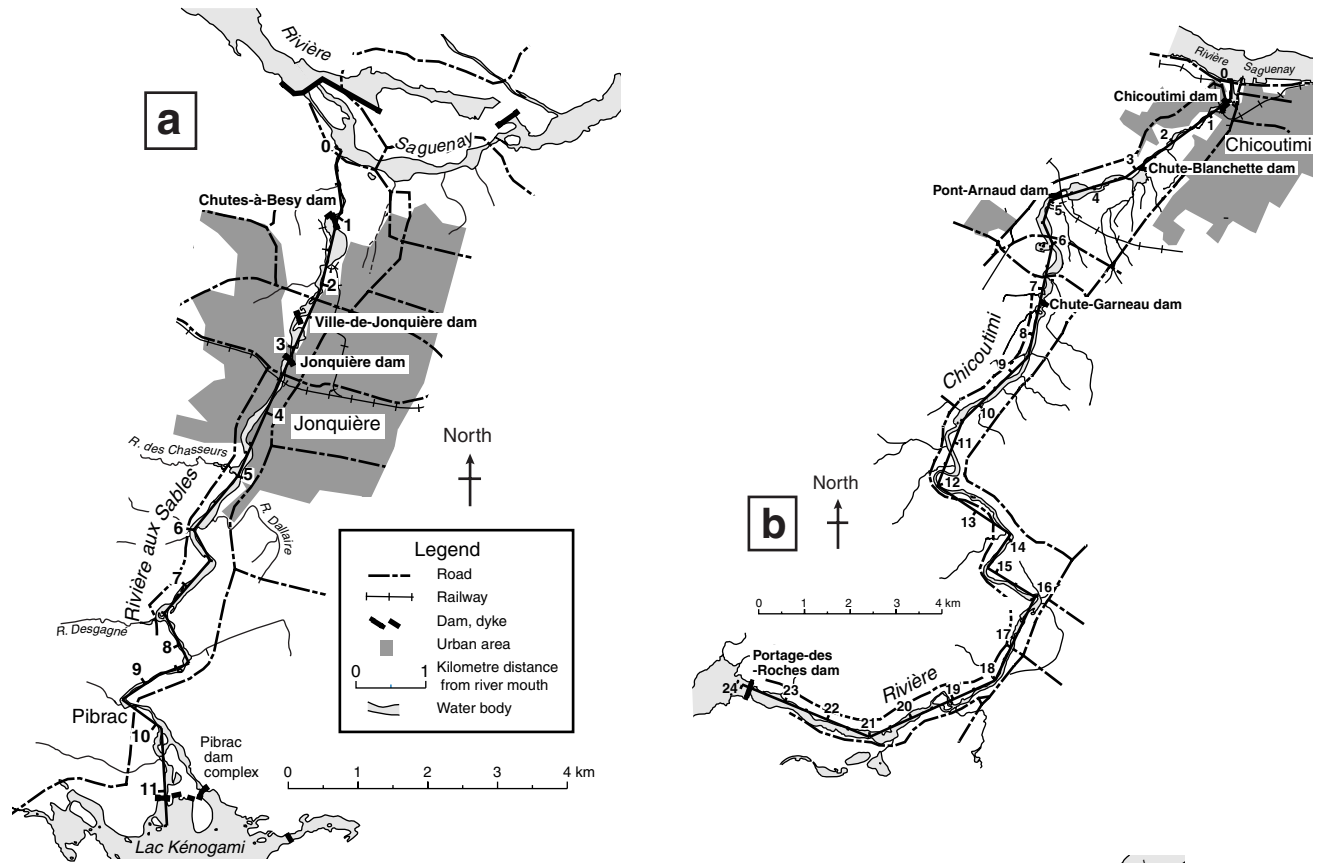 a
Rivière
Saguenay
0
Chutes-à-Besy dam
1
2
Ville-de-Jonquière dam
3
Jonquière dam
4
Jonquière
R. des Chasseurs
5
Rivière aux Sables
6
R. Dallaire
7
R. Desgagné
8
9
Pibrac
10
Pibrac
dam
complex
11
Lac Kénogami
North
Legend
Road
Railway
Dam, dyke
Urban area
0 1 Kilometre distance
from river mouth
Water body
0 1 2 3 4 km
b
Rivière Saguenay
0
Chicoutimi dam
1
2
Chicoutimi
3
Chute-Blanchette dam
Pont-Arnaud dam
4
5
6
7
Chute-Garneau dam
8
Chicoutimi
9
10
11
12
North
13
14
15
16
0 1 2 3 4 km
17
Portage-des
-Roches dam
18
Rivière
19
24
23
22
21
20